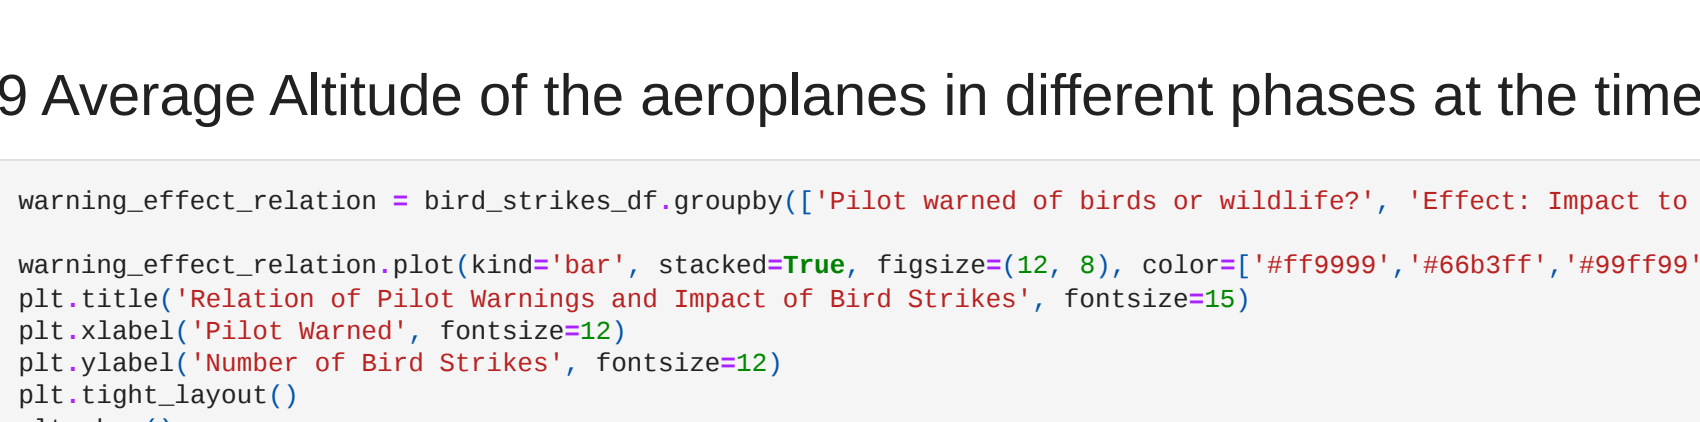 9 Average Altitude of the aeroplanes in different phases at the time
warning_effect_relation = bird_strikes_df.groupby(['Pilot warned of birds or wildlife?', 'Effect: Impact to
warning_effect_relation.plot(kind='bar', stacked=True, figsize=(12, 8), color=['#ff9999','#66b3ff','#99ff99'
plt.title('Relation of Pilot Warnings and Impact of Bird Strikes', fontsize=15)
plt.xlabel('Pilot Warned', fontsize=12)
plt.ylabel('Number of Bird Strikes', fontsize=12)
plt.tight_layout()